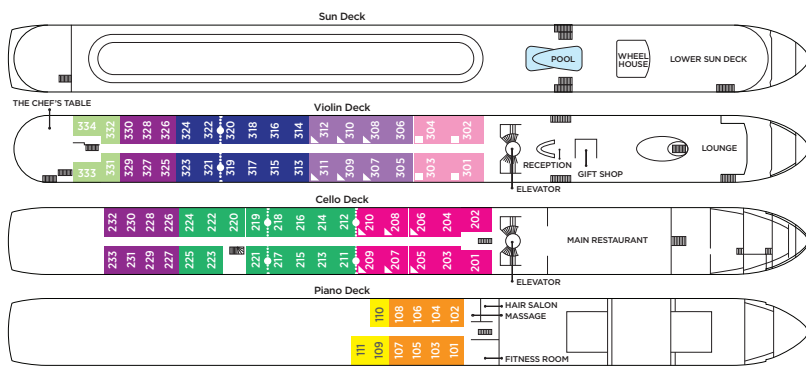 Sun Deck
POOL
WHEEL
HOUSE
LOWER SUN DECK
THE CHEF'S TABLE
Violin Deck
334 332 330 328 326 324 322 320 318 316 314 312 310 308 306 304 302
333 331 329 327 325 323 321 319 317 315 313 311 309 307 305 303 301
RECEPTION
GIFT SHOP
LOUNGE
ELEVATOR
Cello Deck
232 230 228 226 224 222 220 219 218 216 214 212 210 208 206 204 202
233 231 229 227 225 223 221 217 215 213 211 209 207 205 203 201
MAIN RESTAURANT
ELEVATOR
Piano Deck
110 108 106 104 102
111 109 107 105 103 101
HAIR SALON
MASSAGE
FITNESS ROOM